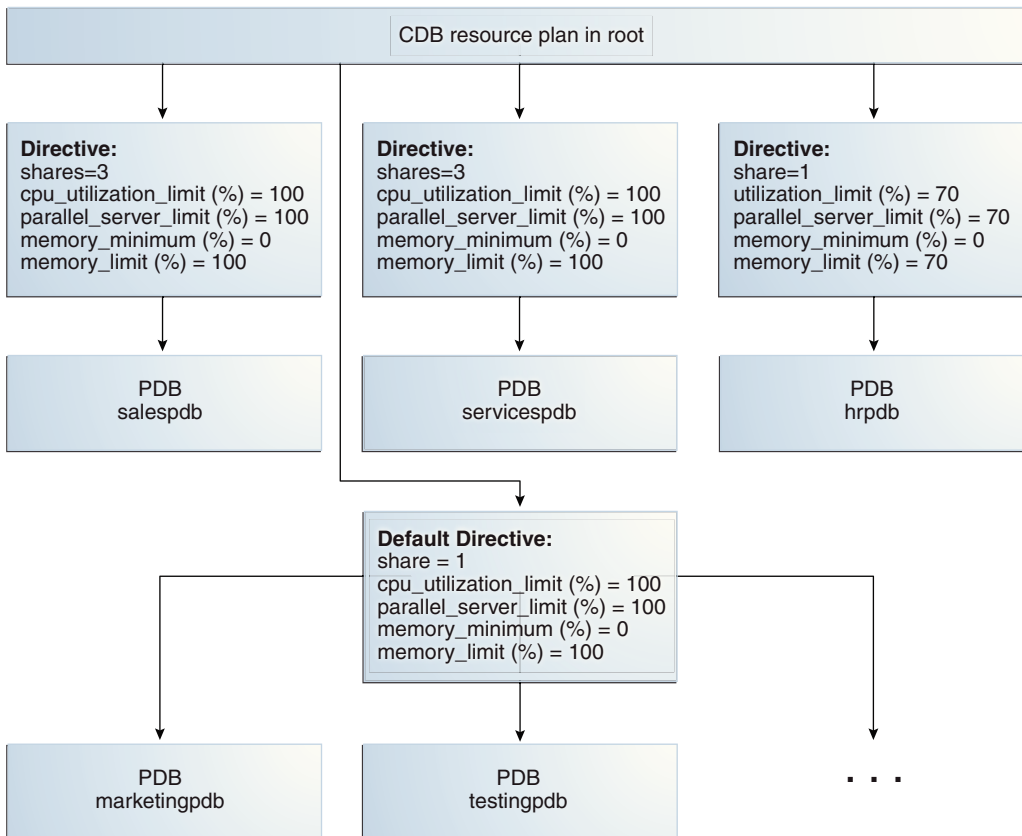 CDB resource plan in root
Directive:
shares=3
cpu_utilization_limit (%) = 100
parallel_server_limit (%) = 100
memory_minimum (%) = 0
memory_limit (%) = 100
Directive:
shares=3
cpu_utilization_limit (%) = 100
parallel_server_limit (%) = 100
memory_minimum (%) = 0
memory_limit (%) = 100
Directive:
share=1
utilization_limit (%) = 70
parallel_server_limit (%) = 70
memory_minimum (%) = 0
memory_limit (%) = 70
PDB
salespdb
PDB
servicespdb
PDB
hrpdb
Default Directive:
share = 1
cpu_utilization_limit (%) = 100
parallel_server_limit (%) = 100
memory_minimum (%) = 0
memory_limit (%) = 100
PDB
marketingpdb
PDB
testingpdb
. . .